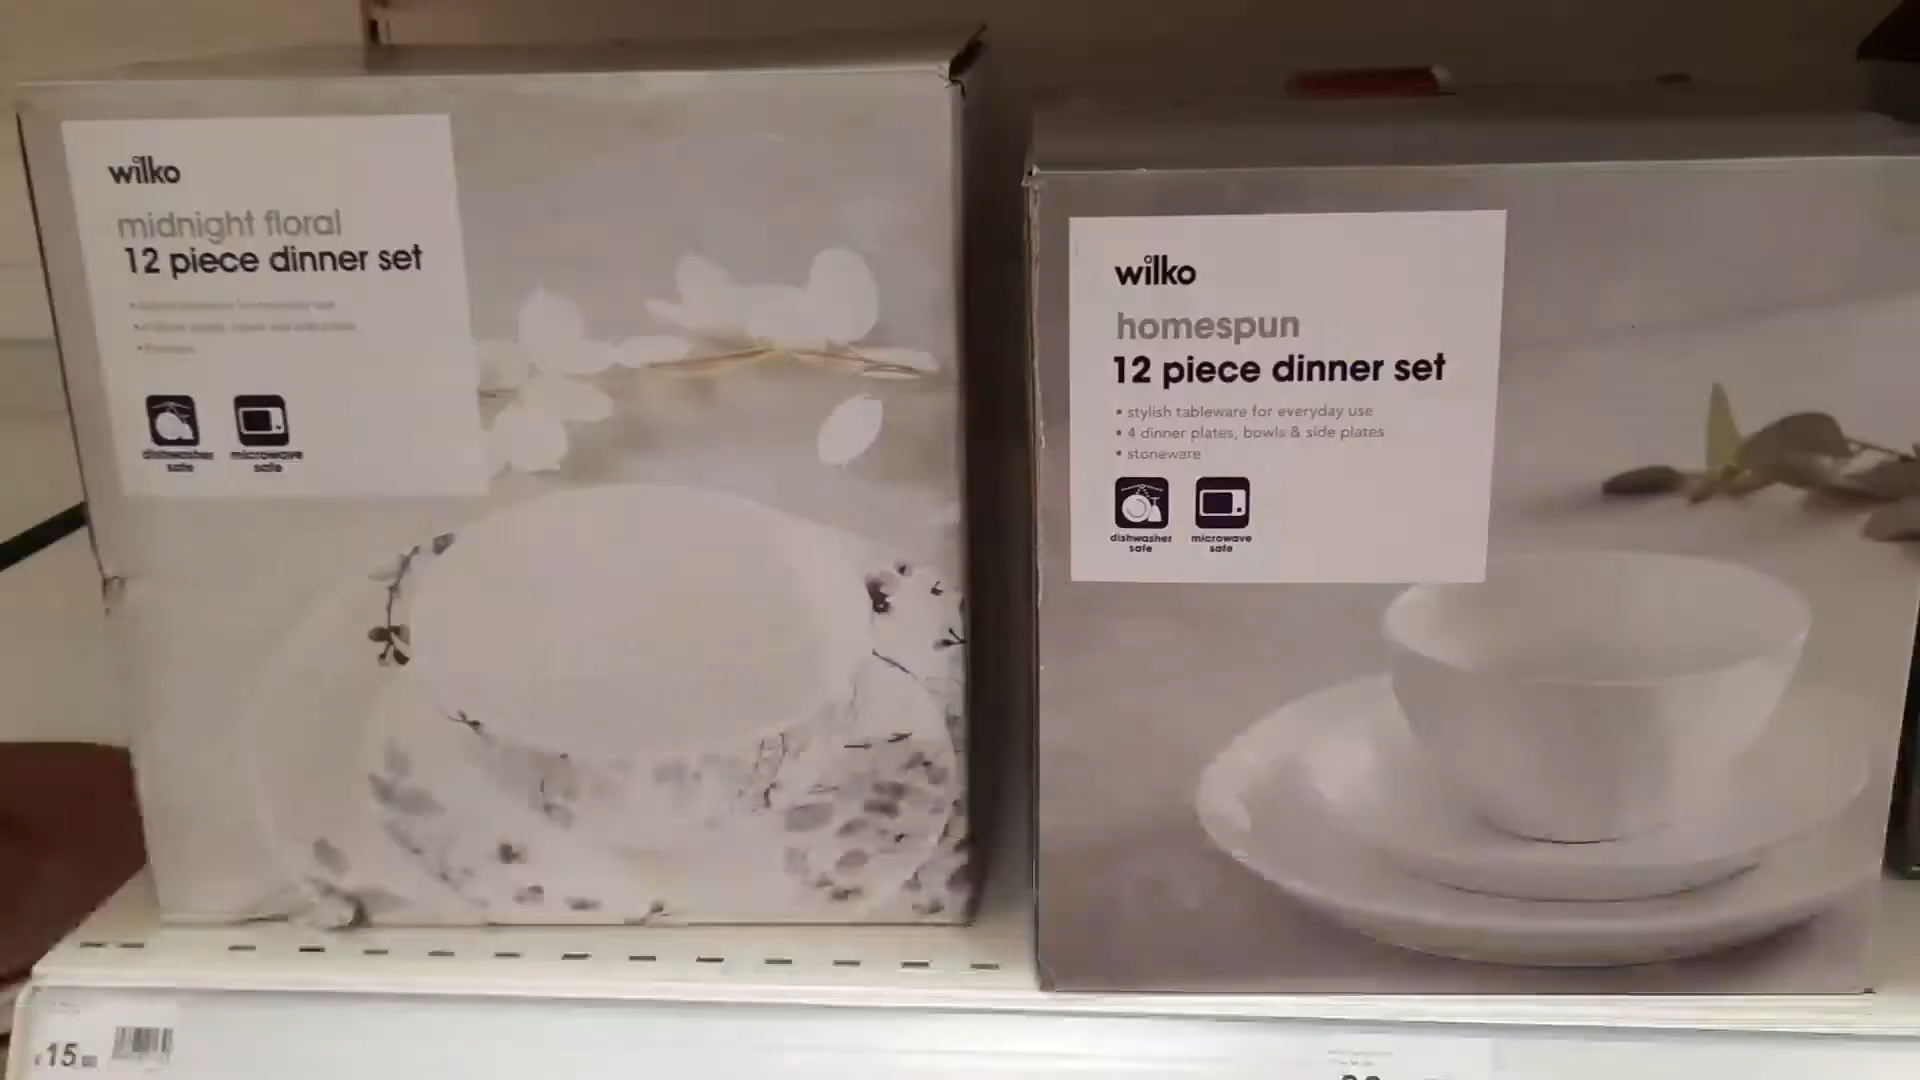 wilko
midnight floral
12 piece dinner set
dishwasher safe
microwave safe
wilko
homespun
12 piece dinner set
• stylish tableware for everyday use
• 4 dinner plates, bowls & side plates
• stoneware
dishwasher safe
microwave safe
15